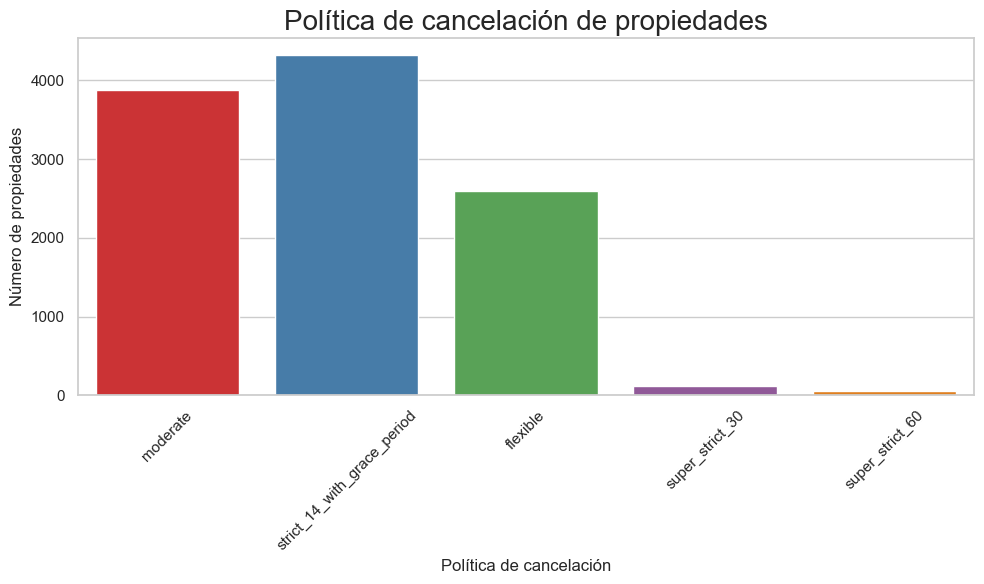 Política de cancelación de propiedades
Número de propiedades
4000
3000
2000
1000
0
moderate
strict_14_with_grace_period
flexible
super_strict_30
super_strict_60
Política de cancelación